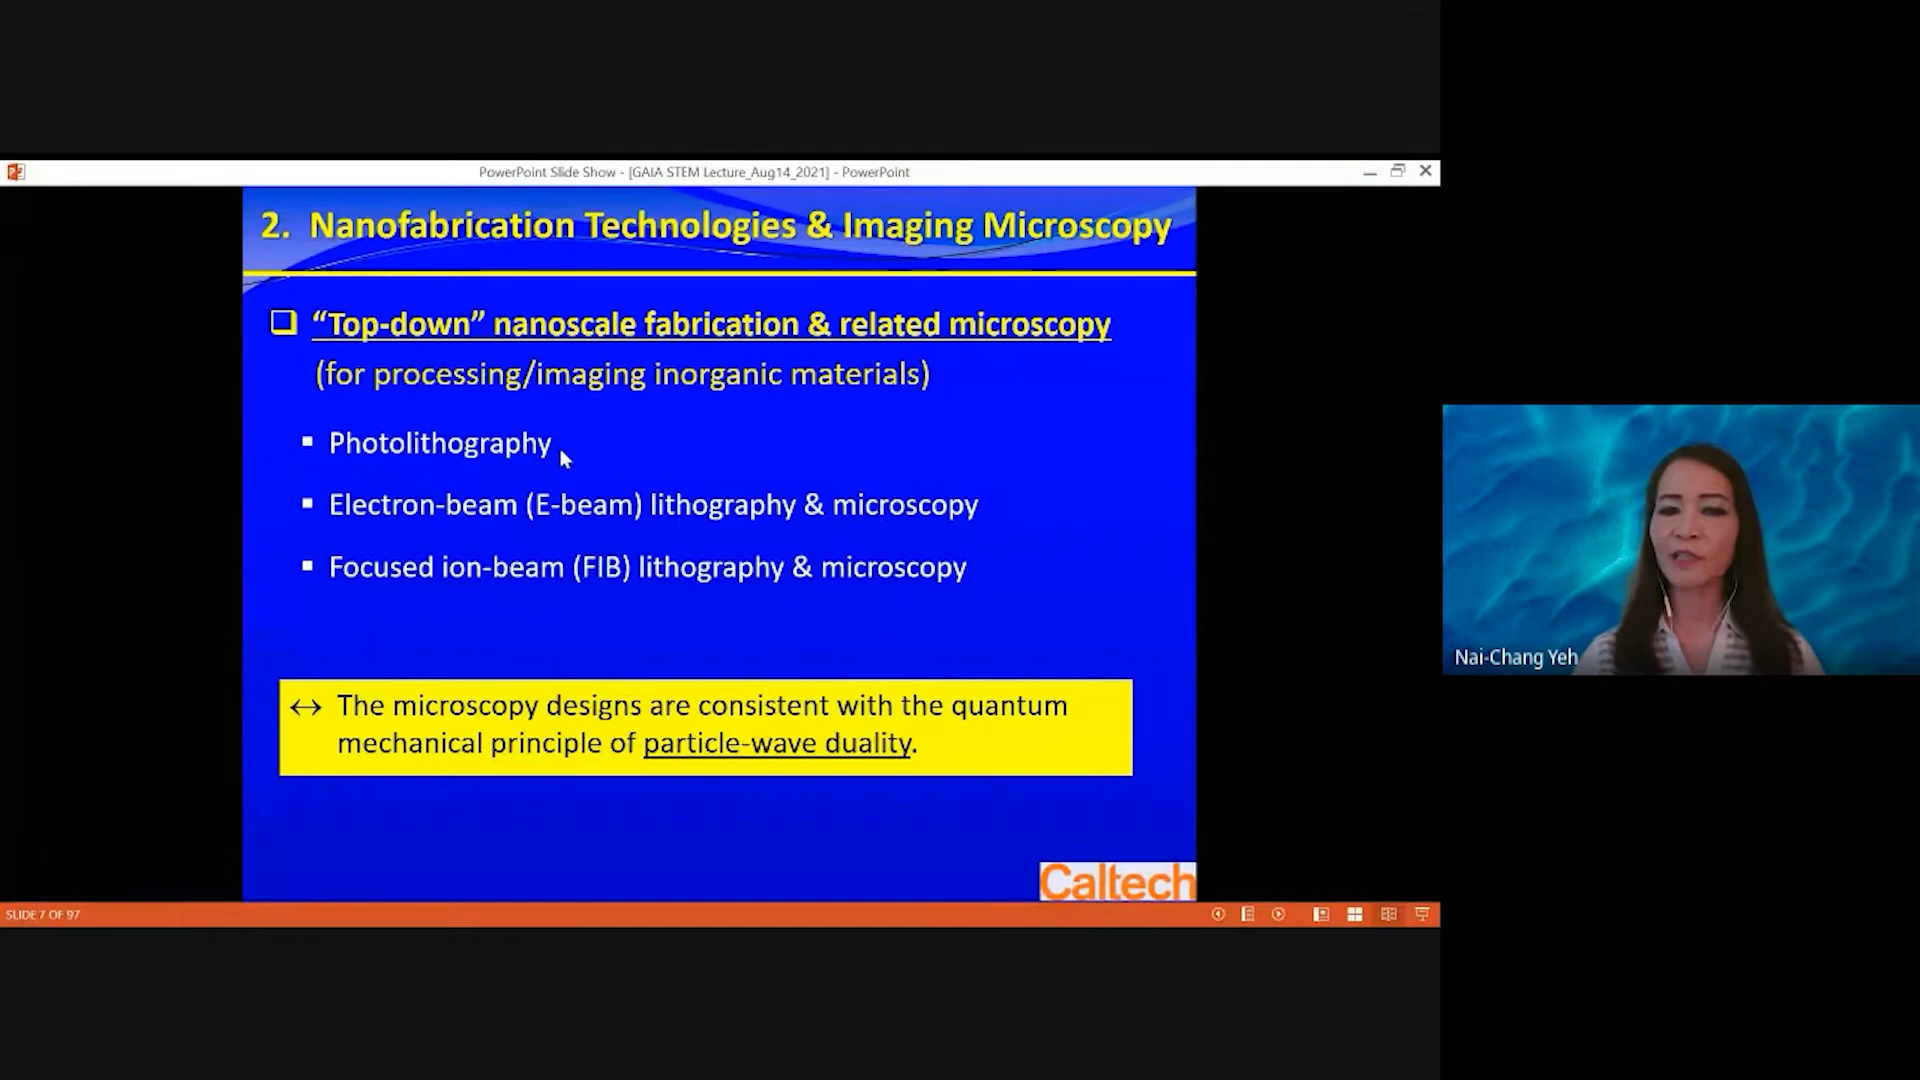 PowerPoint Slide Show - [GAIA STEM Lecture_Aug14_2021] - PowerPoint
2. Nanofabrication Technologies & Imaging Microscopy
“Top-down” nanoscale fabrication & related microscopy
(for processing/imaging inorganic materials)
Photolithography
Electron-beam (E-beam) lithography & microscopy
Focused ion-beam (FIB) lithography & microscopy
↔ The microscopy designs are consistent with the quantum
mechanical principle of particle-wave duality.
Caltech
SLIDE 7 OF 97
Nai-Chang Yeh